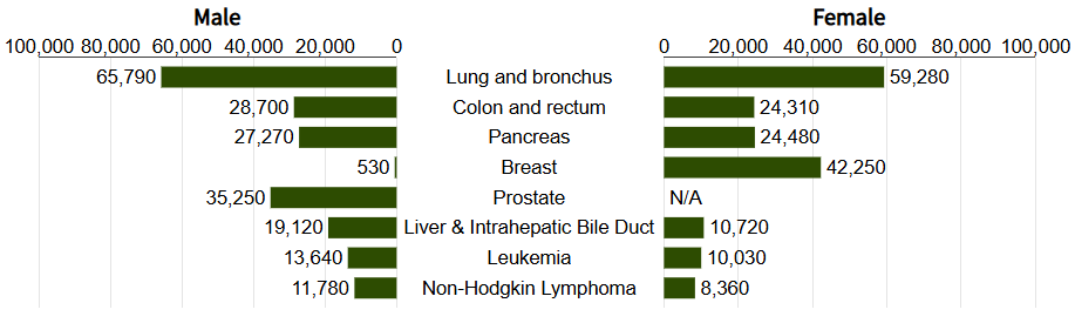 Male Female
100,000 80,000 60,000 40,000 20,000 0 0 20,000 40,000 60,000 80,000 100,000
65,790 Lung and bronchus 59,280
28,700 Colon and rectum 24,310
27,270 Pancreas 24,480
530 Breast 42,250
35,250 Prostate N/A
19,120 Liver & Intrahepatic Bile Duct 10,720
13,640 Leukemia 10,030
11,780 Non-Hodgkin Lymphoma 8,360